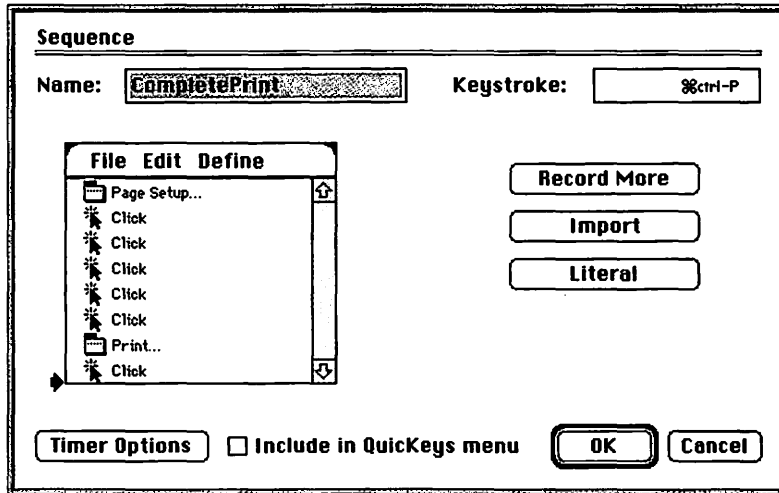 Sequence
Name: CompletePrint Keystroke: ⌘ctrl-P
File Edit Define
Page Setup...
Click
Click
Click
Click
Click
Print...
Click
Record More
Import
Literal
Timer Options Include in QuicKeys menu OK Cancel